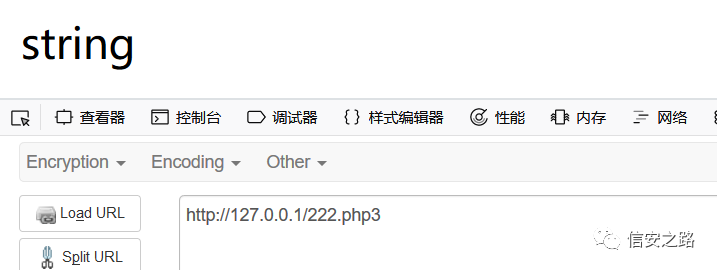 string
查看器 控制台 调试器 {} 样式编辑器 性能 内存 网络
Encryption Encoding Other
Load URL
http://127.0.0.1/222.php3
Split URL
信安之路